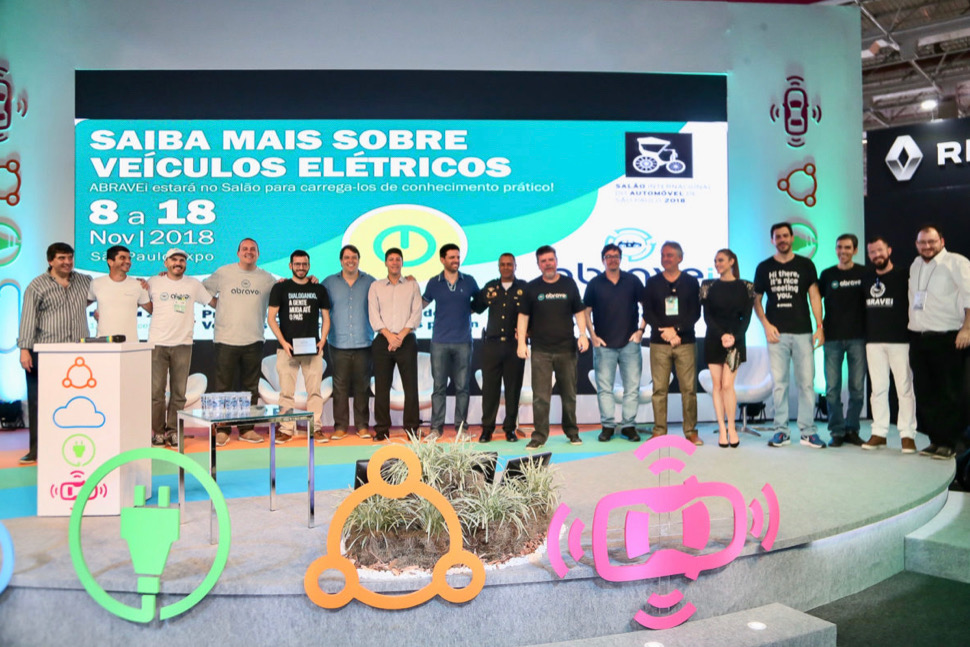 SAIBA MAIS SOBRE
VEÍCULOS ELÉTRICOS
ABRAVEi estará no Salão para carrega-los de conhecimento prático!
8 a 18
Nov|2018
São Paulo Expo
SALÃO INTERNACIONAL
DO AUTOMÓVEL DE
SÃO PAULO 2018
abravei
abravei
DIALOGANDO,
A GENTE
MUDA ATÉ
O PAÍS
abravei
Hi there,
it's nice
meeting
you.
abravei
ABRAVEi